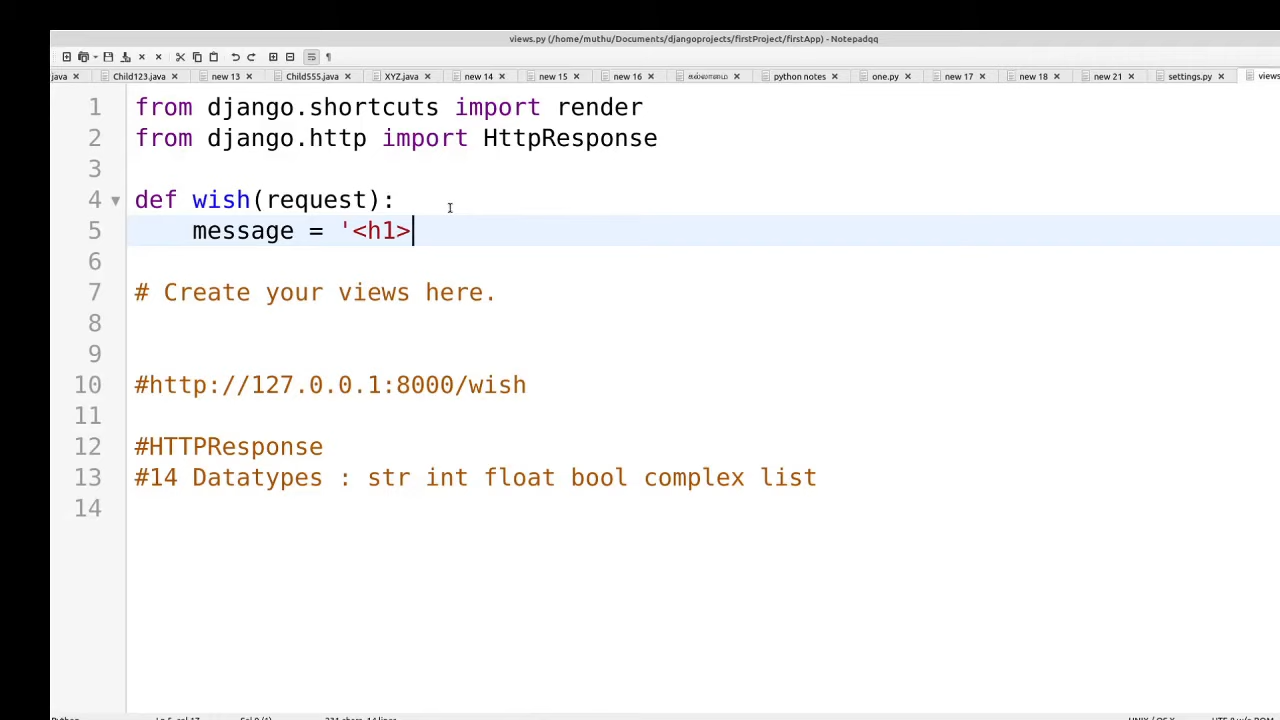 views.py (/home/muthu/Documents/djangoprojects/firstProject/firstApp) - Notepadqq
java Child123.java new 13 Child555.java XYZ.java new 14 new 15 new 16 python notes one.py new 17 new 18 new 21 settings.py views
1 from django.shortcuts import render
2 from django.http import HttpResponse
3
4 def wish(request):
5 message = '<h1>
6
7 # Create your views here.
8
9
10 #http://127.0.0.1:8000/wish
11
12 #HTTPResponse
13 #14 Datatypes : str int float bool complex list
14